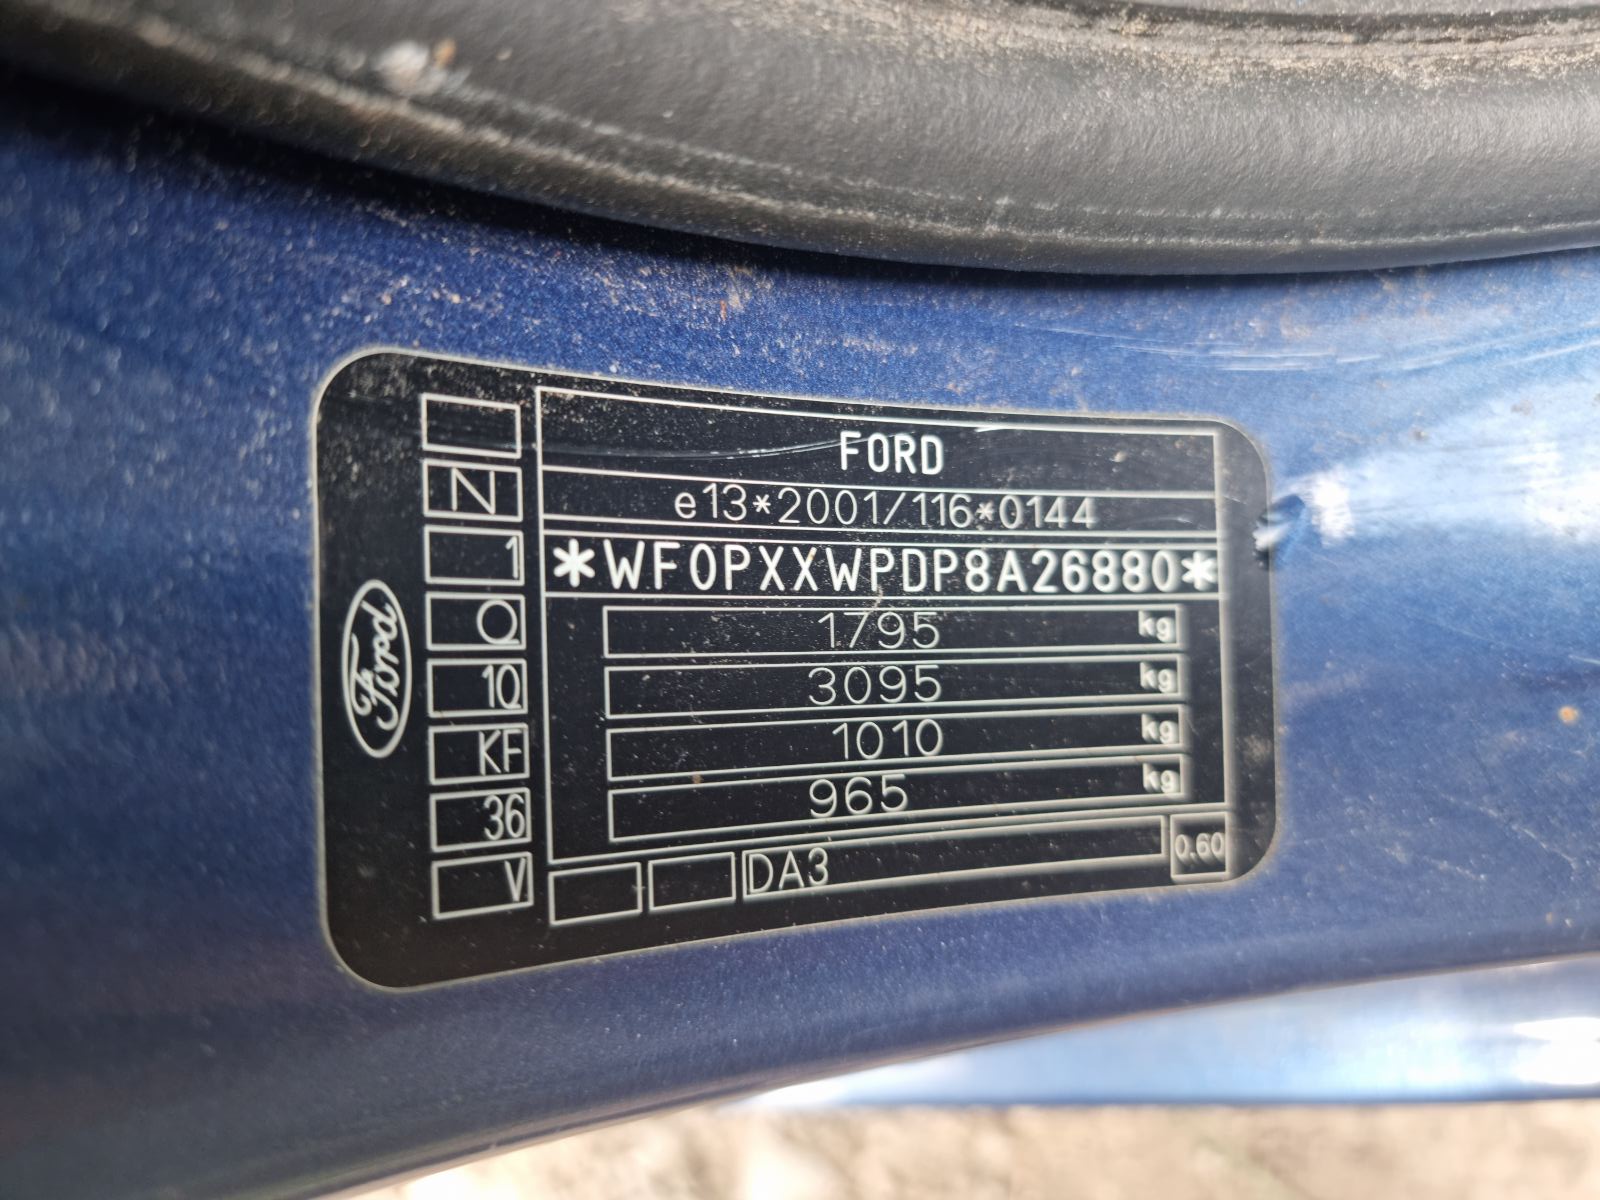 Ford
N
1
Q
1Q
KF
36
V
FORD
e13*2001/116*0144
*WF0PXXWPDP8A26880*
1795 kg
3095 kg
1010 kg
965 kg
DA3
0.60